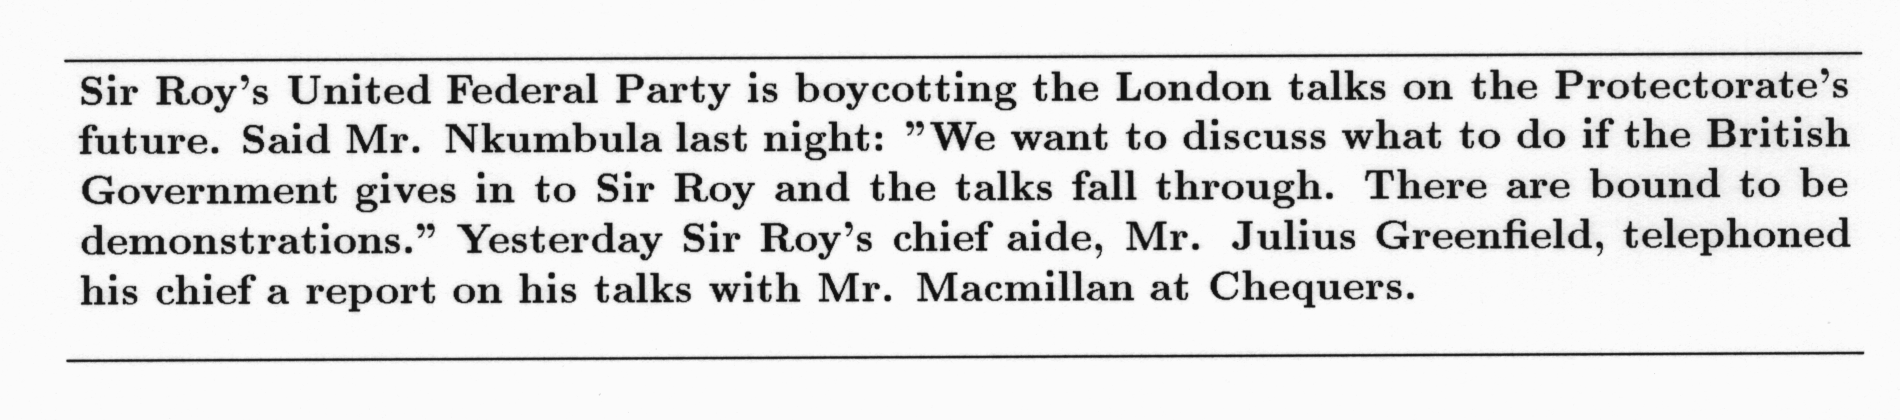 Sir Roy's United Federal Party is boycotting the London talks on the Protectorate's
future. Said Mr. Nkumbula last night: ”We want to discuss what to do if the British
Government gives in to Sir Roy and the talks fall through. There are bound to be
demonstrations.” Yesterday Sir Roy's chief aide, Mr. Julius Greenfield, telephoned
his chief a report on his talks with Mr. Macmillan at Chequers.